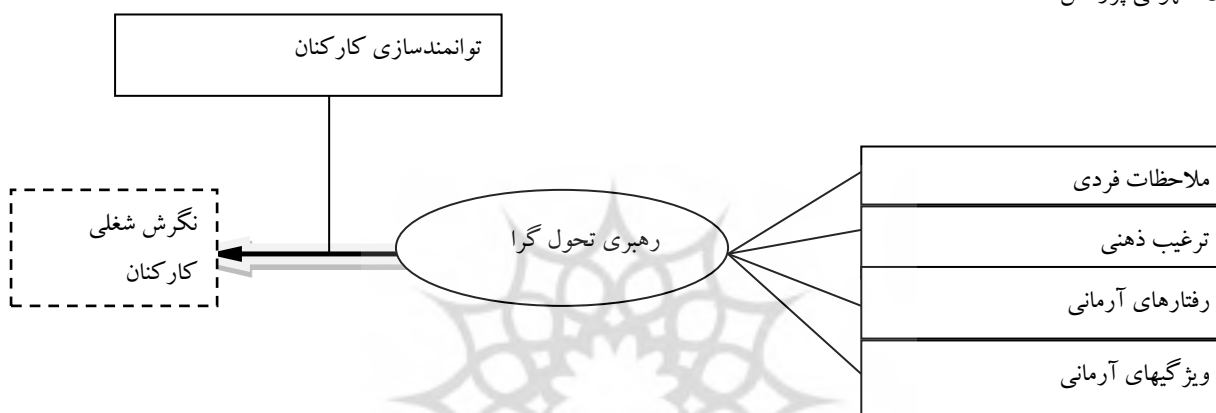 توانمندسازی کارکنان
ملاحظات فردی
ترغیب ذهنی
رفتارهای آرمانی
ویژگیهای آرمانی
رهبری تحول گرا
نگرش شغلی
کارکنان